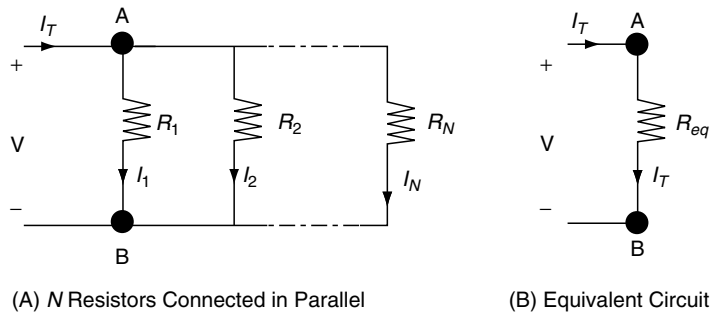 A
I_T
+
V
−
R_1
R_2
R_N
I_1
I_2
I_N
B
(A) N Resistors Connected in Parallel
I_T
A
+
V
−
R_eq
I_T
B
(B) Equivalent Circuit